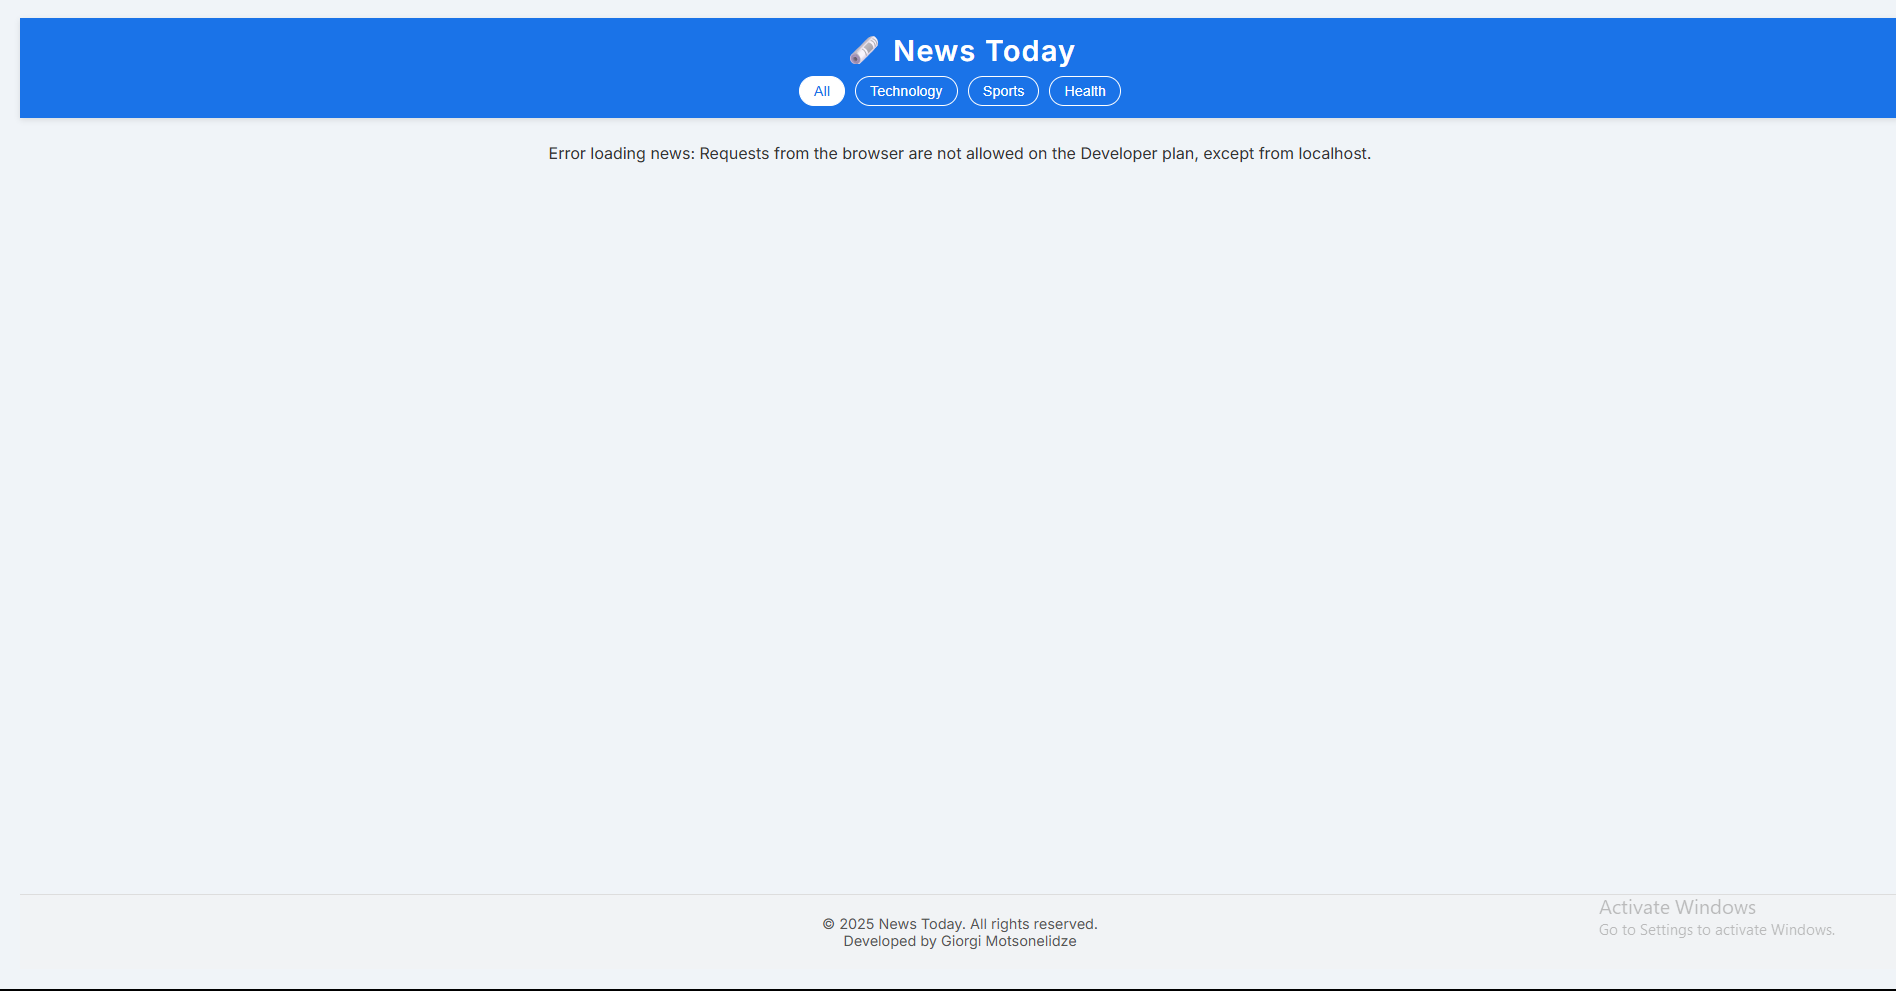 🗞️ News Today
All Technology Sports Health
Error loading news: Requests from the browser are not allowed on the Developer plan, except from localhost.
© 2025 News Today. All rights reserved.
Developed by Giorgi Motsonelidze
Activate Windows
Go to Settings to activate Windows.